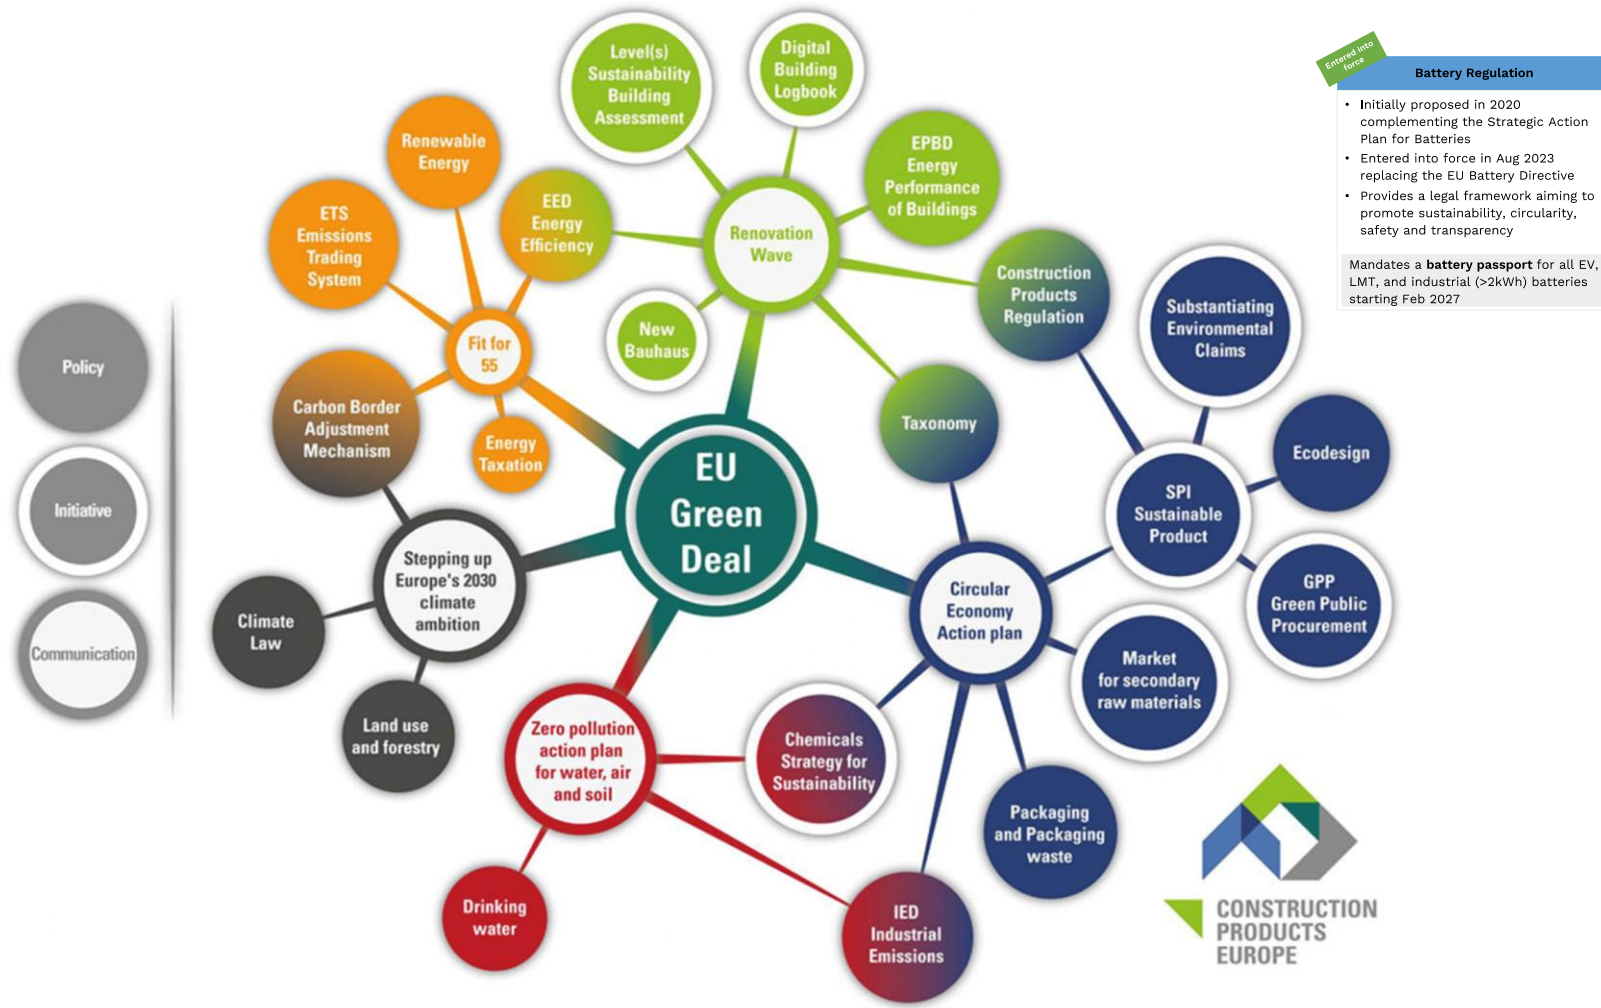 Policy
Initiative
Communication
Level(s)
Sustainability
Building
Assessment
Digital
Building
Logbook
EPBD
Energy
Performance
of Buildings
Renewable
Energy
EED
Energy
Efficiency
ETS
Emissions
Trading
System
Renovation
Wave
New
Bauhaus
Fit for
55
Carbon Border
Adjustment
Mechanism
Energy
Taxation
Construction
Products
Regulation
Taxonomy
Substantiating
Environmental
Claims
Ecodesign
SPI
Sustainable
Product
GPP
Green Public
Procurement
EU
Green
Deal
Stepping up
Europe's 2030
climate
ambition
Climate
Law
Land use
and forestry
Circular
Economy
Action plan
Market
for secondary
raw materials
Zero pollution
action plan
for water, air
and soil
Chemicals
Strategy for
Sustainability
Packaging
and Packaging
waste
Drinking
water
IED
Industrial
Emissions
CONSTRUCTION
PRODUCTS
EUROPE
Entered into
force
Battery Regulation
• Initially proposed in 2020
complementing the Strategic Action
Plan for Batteries
• Entered into force in Aug 2023
replacing the EU Battery Directive
• Provides a legal framework aiming to
promote sustainability, circularity,
safety and transparency
Mandates a battery passport for all EV,
LMT, and industrial (>2kWh) batteries
starting Feb 2027